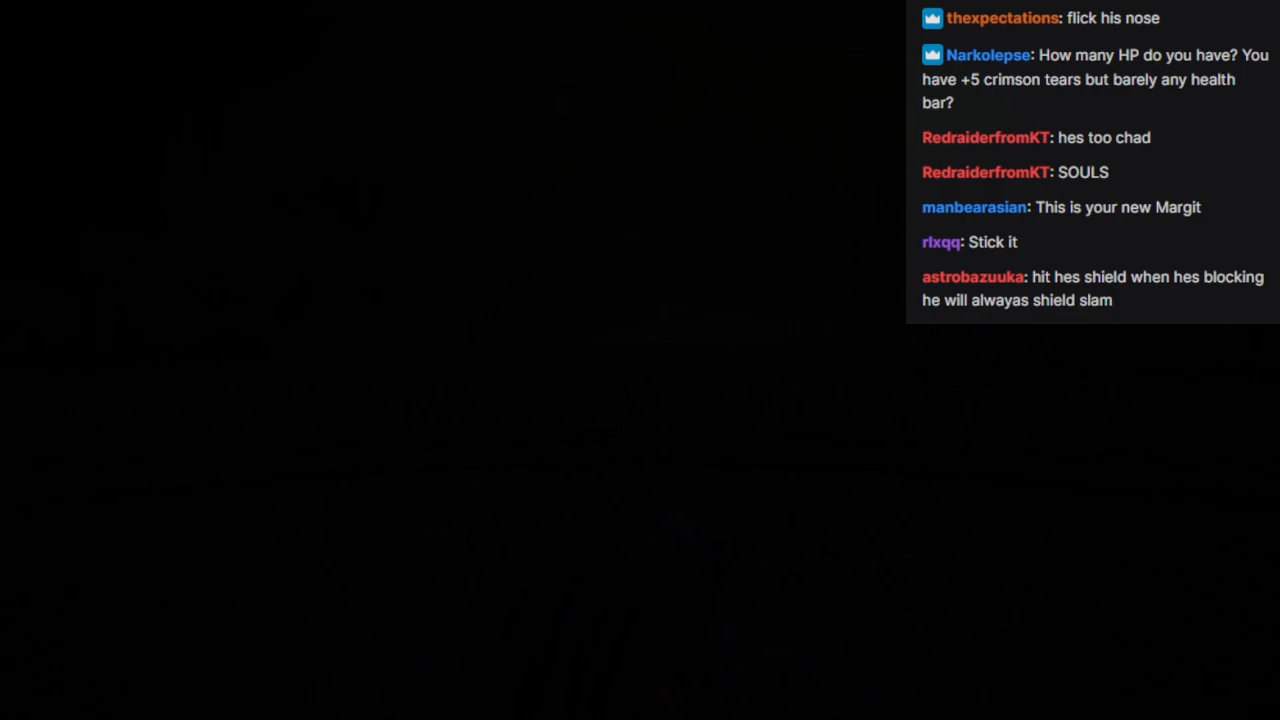 thexpectations: flick his nose
Narkolepse: How many HP do you have? You
have +5 crimson tears but barely any health
bar?
RedraiderfromKT: hes too chad
RedraiderfromKT: SOULS
manbearasian: This is your new Margit
rlxqq: Stick it
astrobazuuka: hit hes shield when hes blocking
he will alwayas shield slam